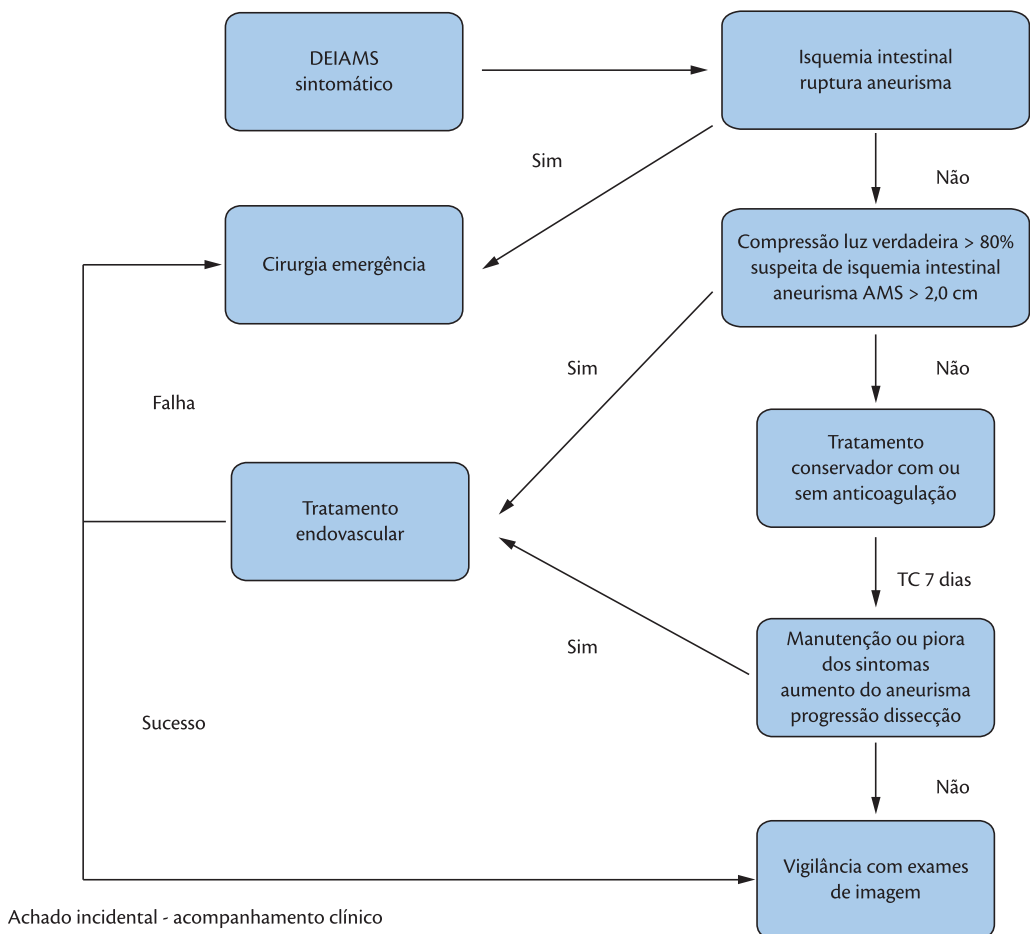 DEIAMS
sintomático
Isquemia intestinal
ruptura aneurisma
Sim
Não
Cirurgia emergência
Compressão luz verdadeira > 80%
suspeita de isquemia intestinal
aneurisma AMS > 2,0 cm
Sim
Não
Falha
Tratamento
conservador com ou
sem anticoagulação
Tratamento
endovascular
TC 7 dias
Sim
Manutenção ou piora
dos sintomas
aumento do aneurisma
progressão dissecção
Sucesso
Não
Vigilância com exames
de imagem
Achado incidental - acompanhamento clínico